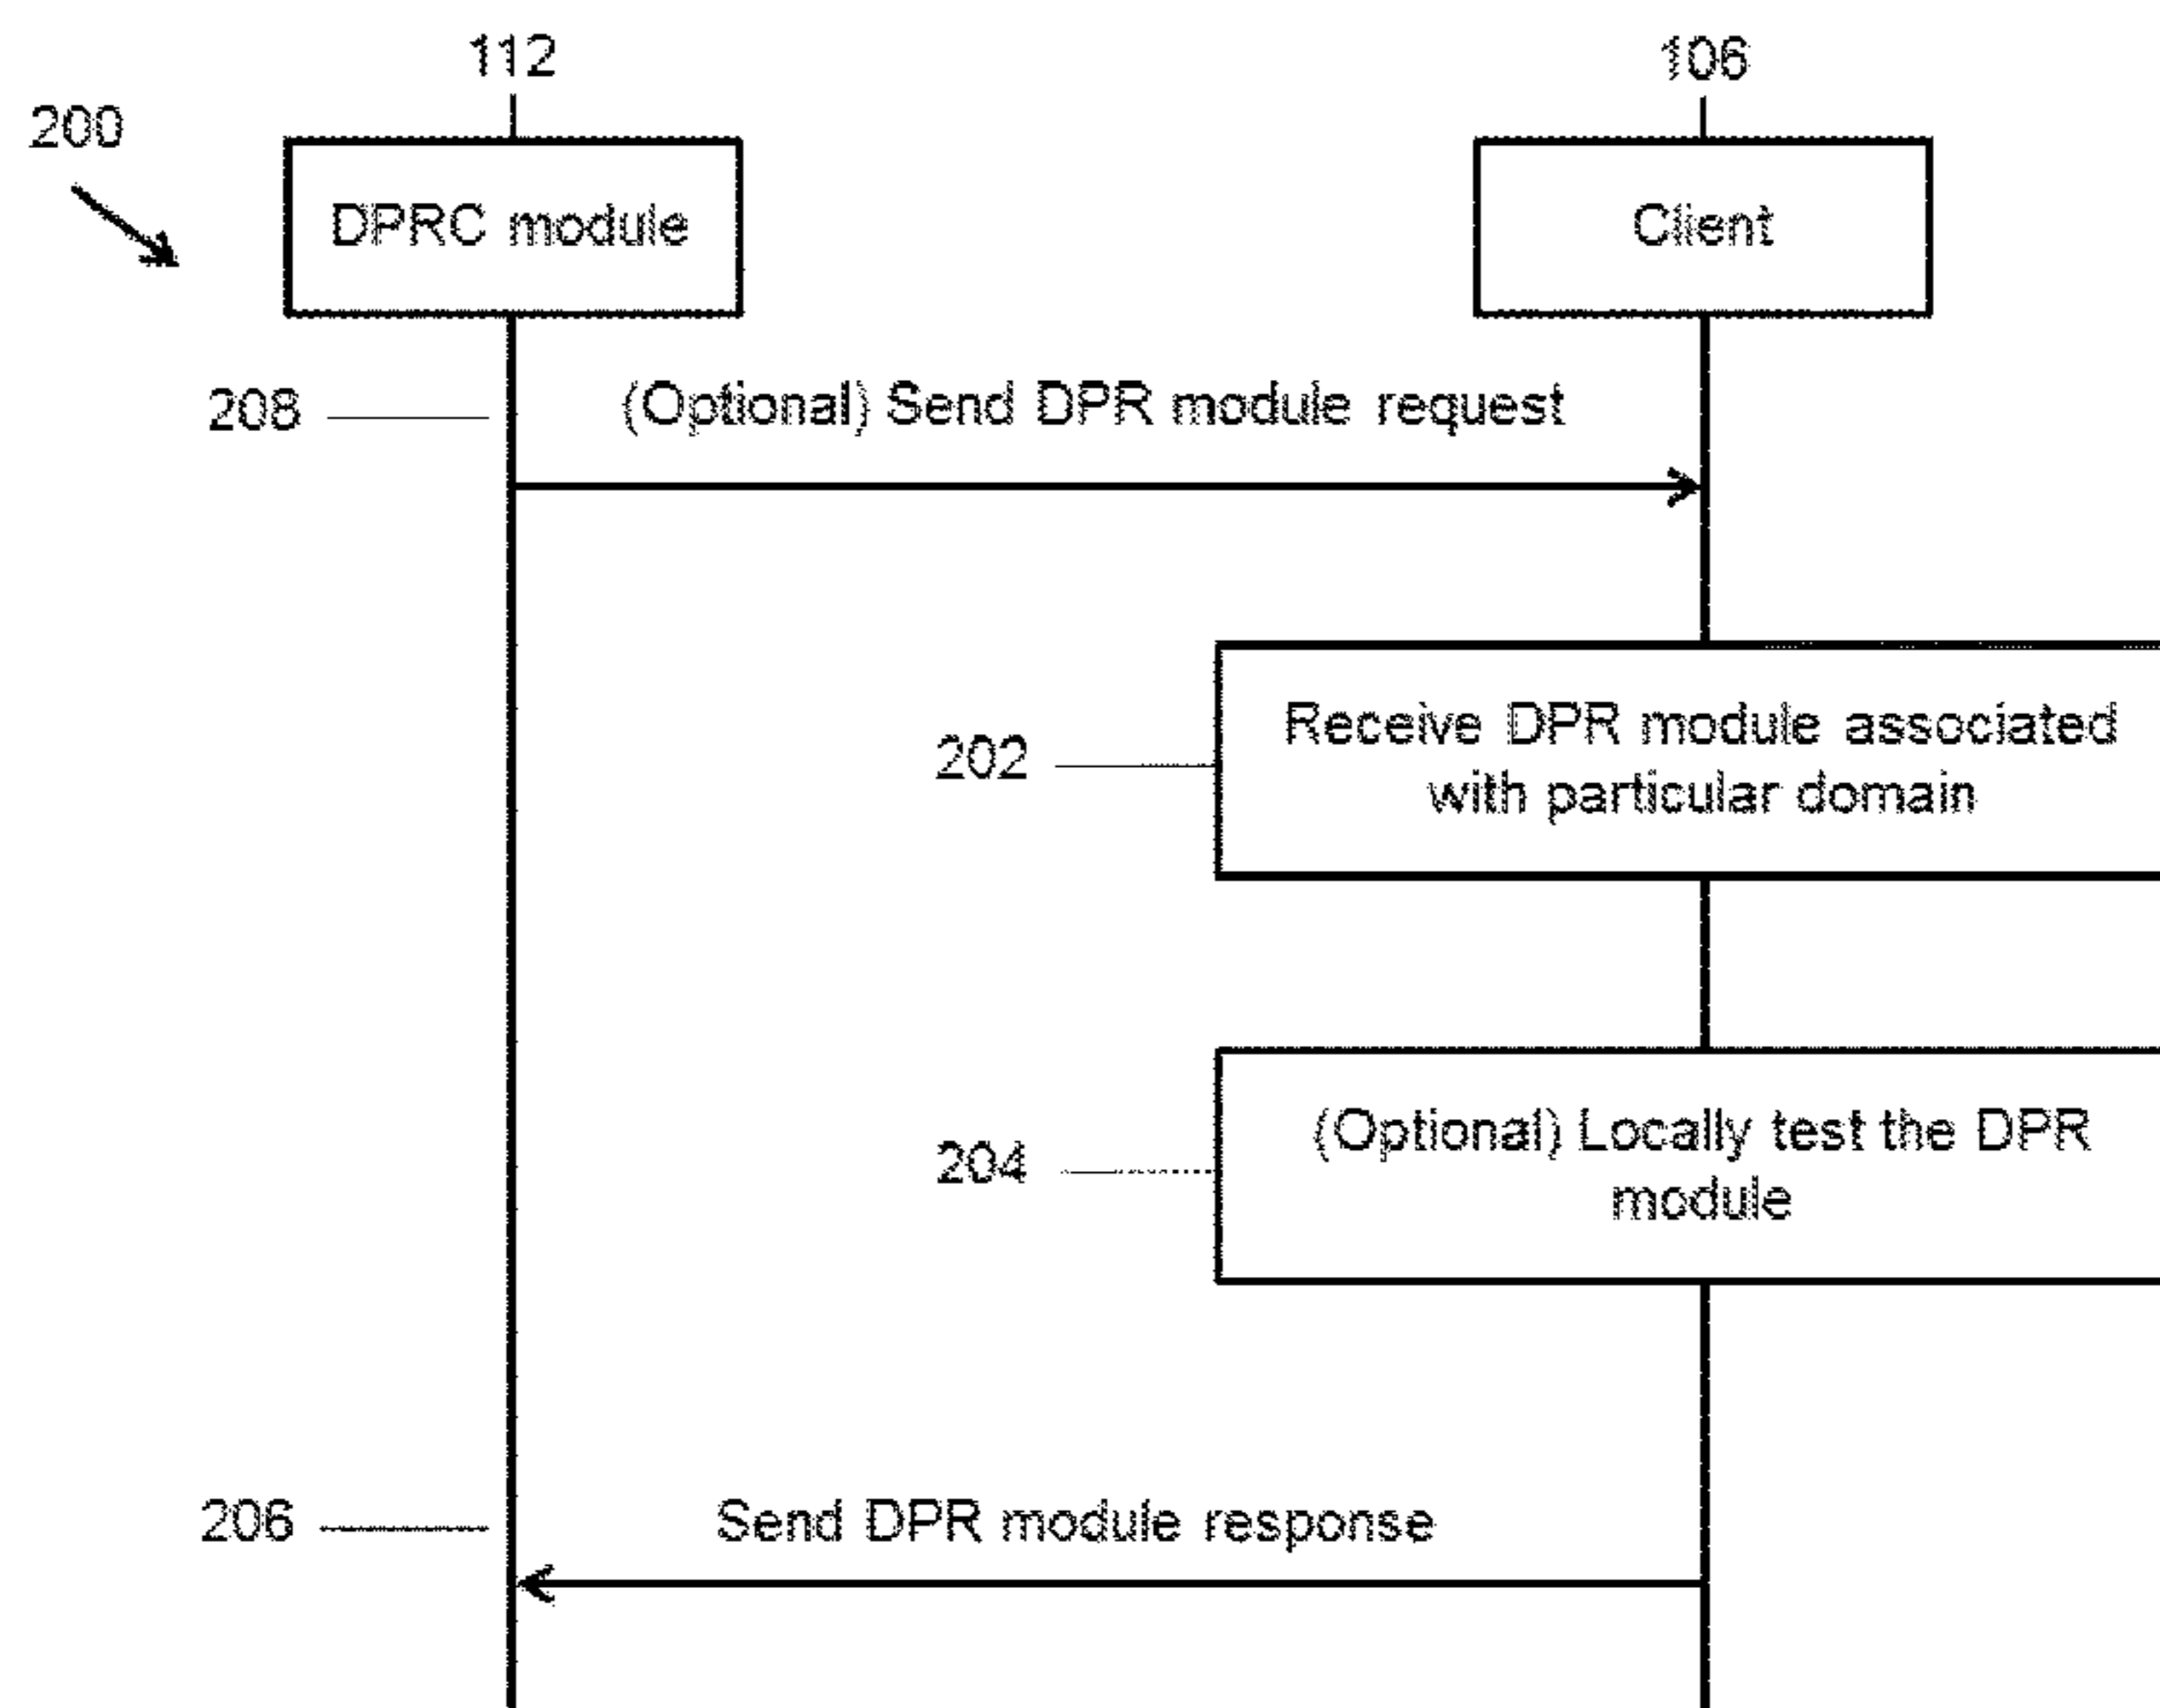 112
106
200
DPRC module
Client
208
(Optional) Send DPR module request
202
Receive DPR module associated
with particular domain
204
(Optional) Locally test the DPR
module
206
Send DPR module response